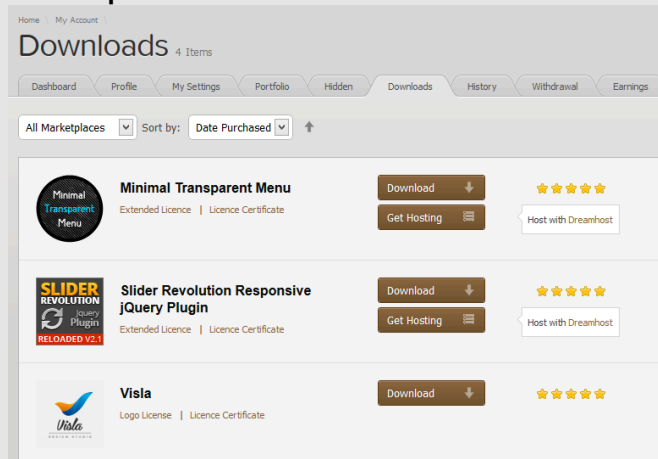 Home \ My Account \
Downloads 4 Items
Dashboard Profile My Settings Portfolio Hidden Downloads History Withdrawal Earnings
All Marketplaces Sort by: Date Purchased
Minimal
Transparent
Menu
Minimal Transparent Menu
Extended Licence | Licence Certificate
Download
Get Hosting
Host with Dreamhost
SLIDER
REVOLUTION
jquery
Plugin
RELOADED V2.1
Slider Revolution Responsive
jQuery Plugin
Extended Licence | Licence Certificate
Download
Get Hosting
Host with Dreamhost
Visla
DESIGN STUDIO
Visla
Logo License | Licence Certificate
Download